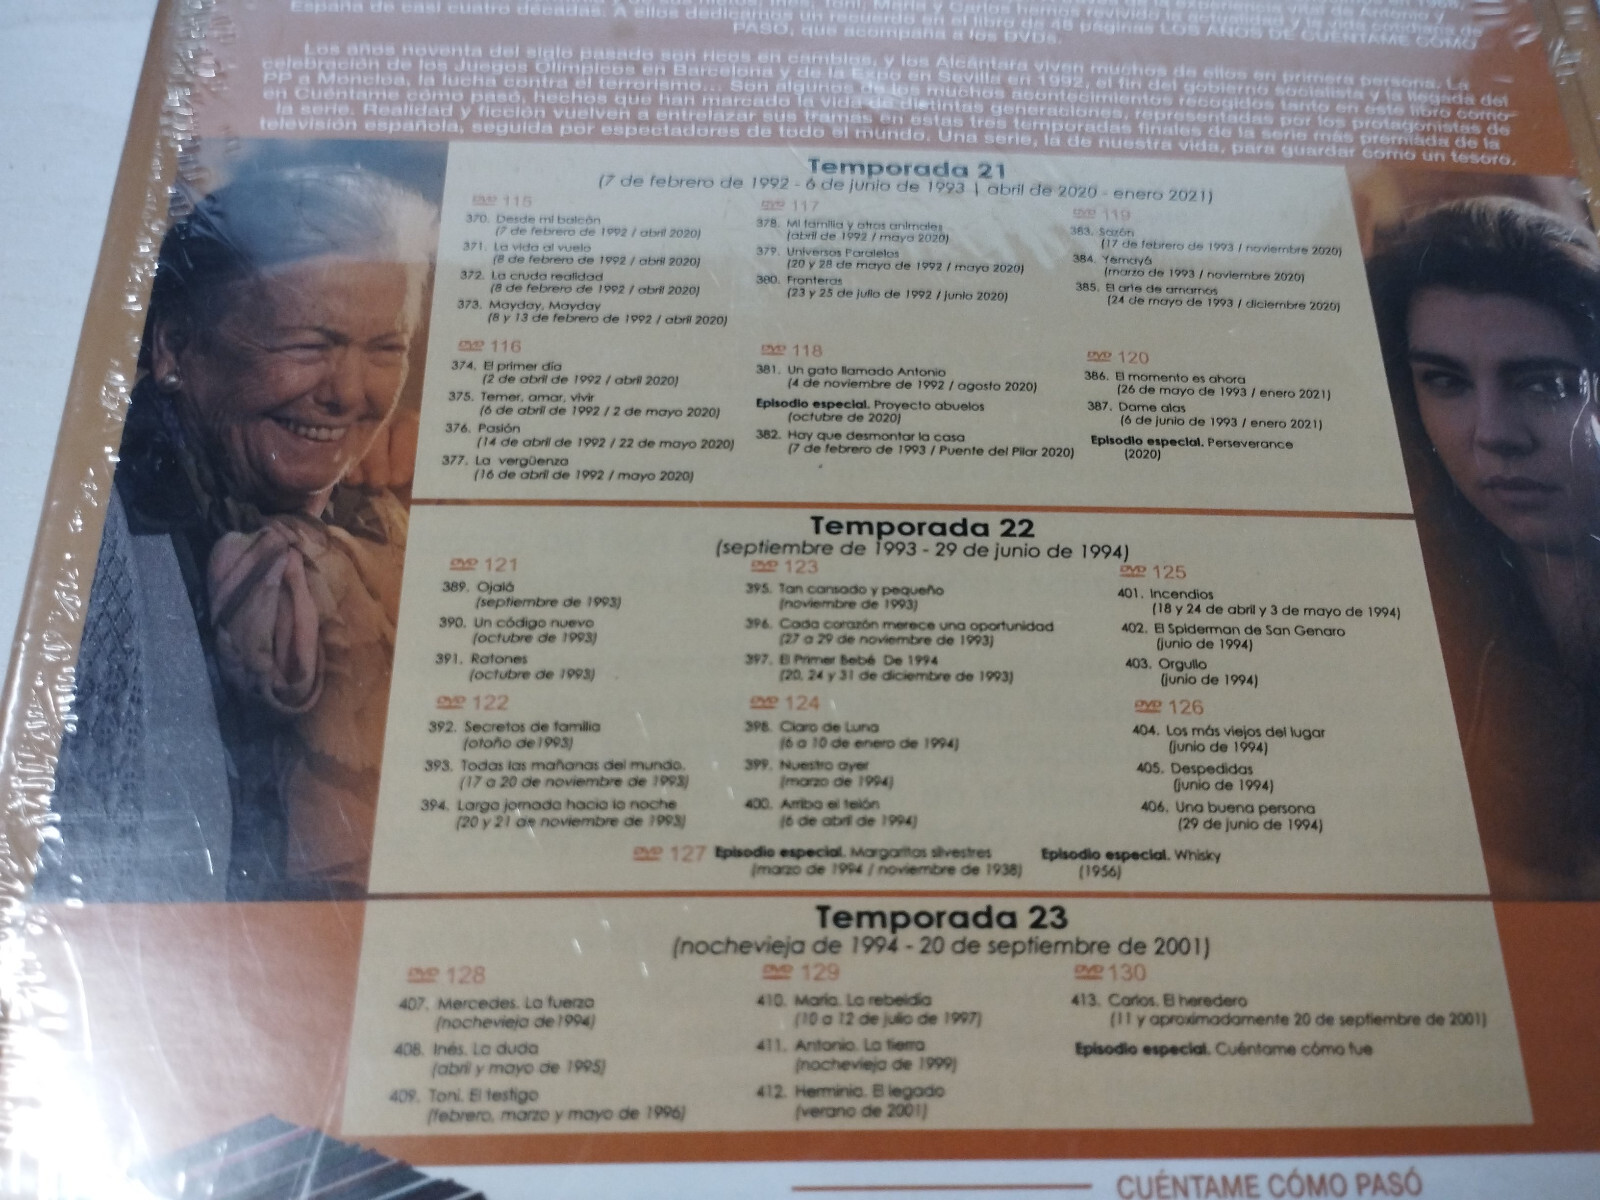 España de casi cuatro décadas. A ellos dedicamos un recuerdo en el libro de 48 páginas LOS AÑOS DE CUÉNTAME CÓMO
PASÓ, que acompaña a los DVDs.
Los años noventa del siglo pasado son ricos en cambios, y los Alcántara viven muchos de ellos en primera persona. La
celebración de los Juegos Olímpicos en Barcelona y de la Expo en Sevilla en 1992, el fin del gobierno socialista y la llegada del
PP a Moncloa, la lucha contra el terrorismo... Son algunos de los muchos acontecimientos recogidos tanto en este libro como
en Cuéntame cómo pasó, hechos que han marcado la vida de distintas generaciones, representadas por los protagonistas de
la serie. Realidad y ficción vuelven a entrelazar sus tramas en estas tres temporadas finales de la serie más premiada de la
televisión española, seguida por espectadores de todo el mundo. Una serie, la de nuestra vida, para guardar como un tesoro.
Temporada 21
(7 de febrero de 1992 - 6 de junio de 1993 | abril de 2020 - enero 2021)
DVD 115
370. Desde mi balcón
(7 de febrero de 1992 / abril 2020)
371. La vida al vuelo
(8 de febrero de 1992 / abril 2020)
372. La cruda realidad
(8 de febrero de 1992 / abril 2020)
373. Mayday, Mayday
(8 y 13 de febrero de 1992 / abril 2020)
DVD 116
374. El primer día
(2 de abril de 1992 / abril 2020)
375. Temer, amar, vivir
(6 de abril de 1992 / 2 de mayo 2020)
376. Pasión
(14 de abril de 1992 / 22 de mayo 2020)
377. La vergüenza
(16 de abril de 1992 / mayo 2020)
DVD 117
378. Mi familia y otros animales
(abril de 1992 / mayo 2020)
379. Universos Paralelos
(20 y 28 de mayo de 1992 / mayo 2020)
380. Fronteras
(23 y 25 de julio de 1992 / junio 2020)
DVD 118
381. Un gato llamado Antonio
(4 de noviembre de 1992 / agosto 2020)
Episodio especial. Proyecto abuelos
(octubre de 2020)
382. Hay que desmontar la casa
(7 de febrero de 1993 / Puente del Pilar 2020)
DVD 119
383. Sazón
(17 de febrero de 1993 / noviembre 2020)
384. Yemayá
(marzo de 1993 / noviembre 2020)
385. El arte de amarnos
(24 de mayo de 1993 / diciembre 2020)
DVD 120
386. El momento es ahora
(26 de mayo de 1993 / enero 2021)
387. Dame alas
(6 de junio de 1993 / enero 2021)
Episodio especial. Perseverance
(2020)
Temporada 22
(septiembre de 1993 - 29 de junio de 1994)
DVD 121
389. Ojalá
(septiembre de 1993)
390. Un código nuevo
(octubre de 1993)
391. Ratones
(octubre de 1993)
DVD 122
392. Secretos de familia
(otoño de1993)
393. Todas las mañanas del mundo.
(17 a 20 de noviembre de 1993)
394. Larga jornada hacia la noche
(20 y 21 de noviembre de 1993)
DVD 123
395. Tan cansado y pequeño
(noviembre de 1993)
396. Cada corazón merece una oportunidad
(27 a 29 de noviembre de 1993)
397. El Primer Bebé De 1994
(20, 24 y 31 de diciembre de 1993)
DVD 124
398. Claro de Luna
(6 a 10 de enero de 1994)
399. Nuestro ayer
(marzo de 1994)
400. Arriba el telón
(6 de abril de 1994)
DVD 125
401. Incendios
(18 y 24 de abril y 3 de mayo de 1994)
402. El Spiderman de San Genaro
(junio de 1994)
403. Orgullo
(junio de 1994)
DVD 126
404. Los más viejos del lugar
(junio de 1994)
405. Despedidas
(junio de 1994)
406. Una buena persona
(29 de junio de 1994)
DVD 127 Episodio especial. Margaritas silvestres
(marzo de 1994 / noviembre de 1938)
Episodio especial. Whisky
(1956)
Temporada 23
(nochevieja de 1994 - 20 de septiembre de 2001)
DVD 128
407. Mercedes. La fuerza
(nochevieja de1994)
408. Inés. La duda
(abril y mayo de 1995)
409. Toni. El testigo
(febrero, marzo y mayo de 1996)
DVD 129
410. María. La rebeldía
(10 a 12 de julio de 1997)
411. Antonio. La tierra
(nochevieja de 1999)
412. Herminia. El legado
(verano de 2001)
DVD 130
413. Carlos. El heredero
(11 y aproximadamente 20 de septiembre de 2001)
Episodio especial. Cuéntame cómo fue
CUÉNTAME CÓMO PASÓ